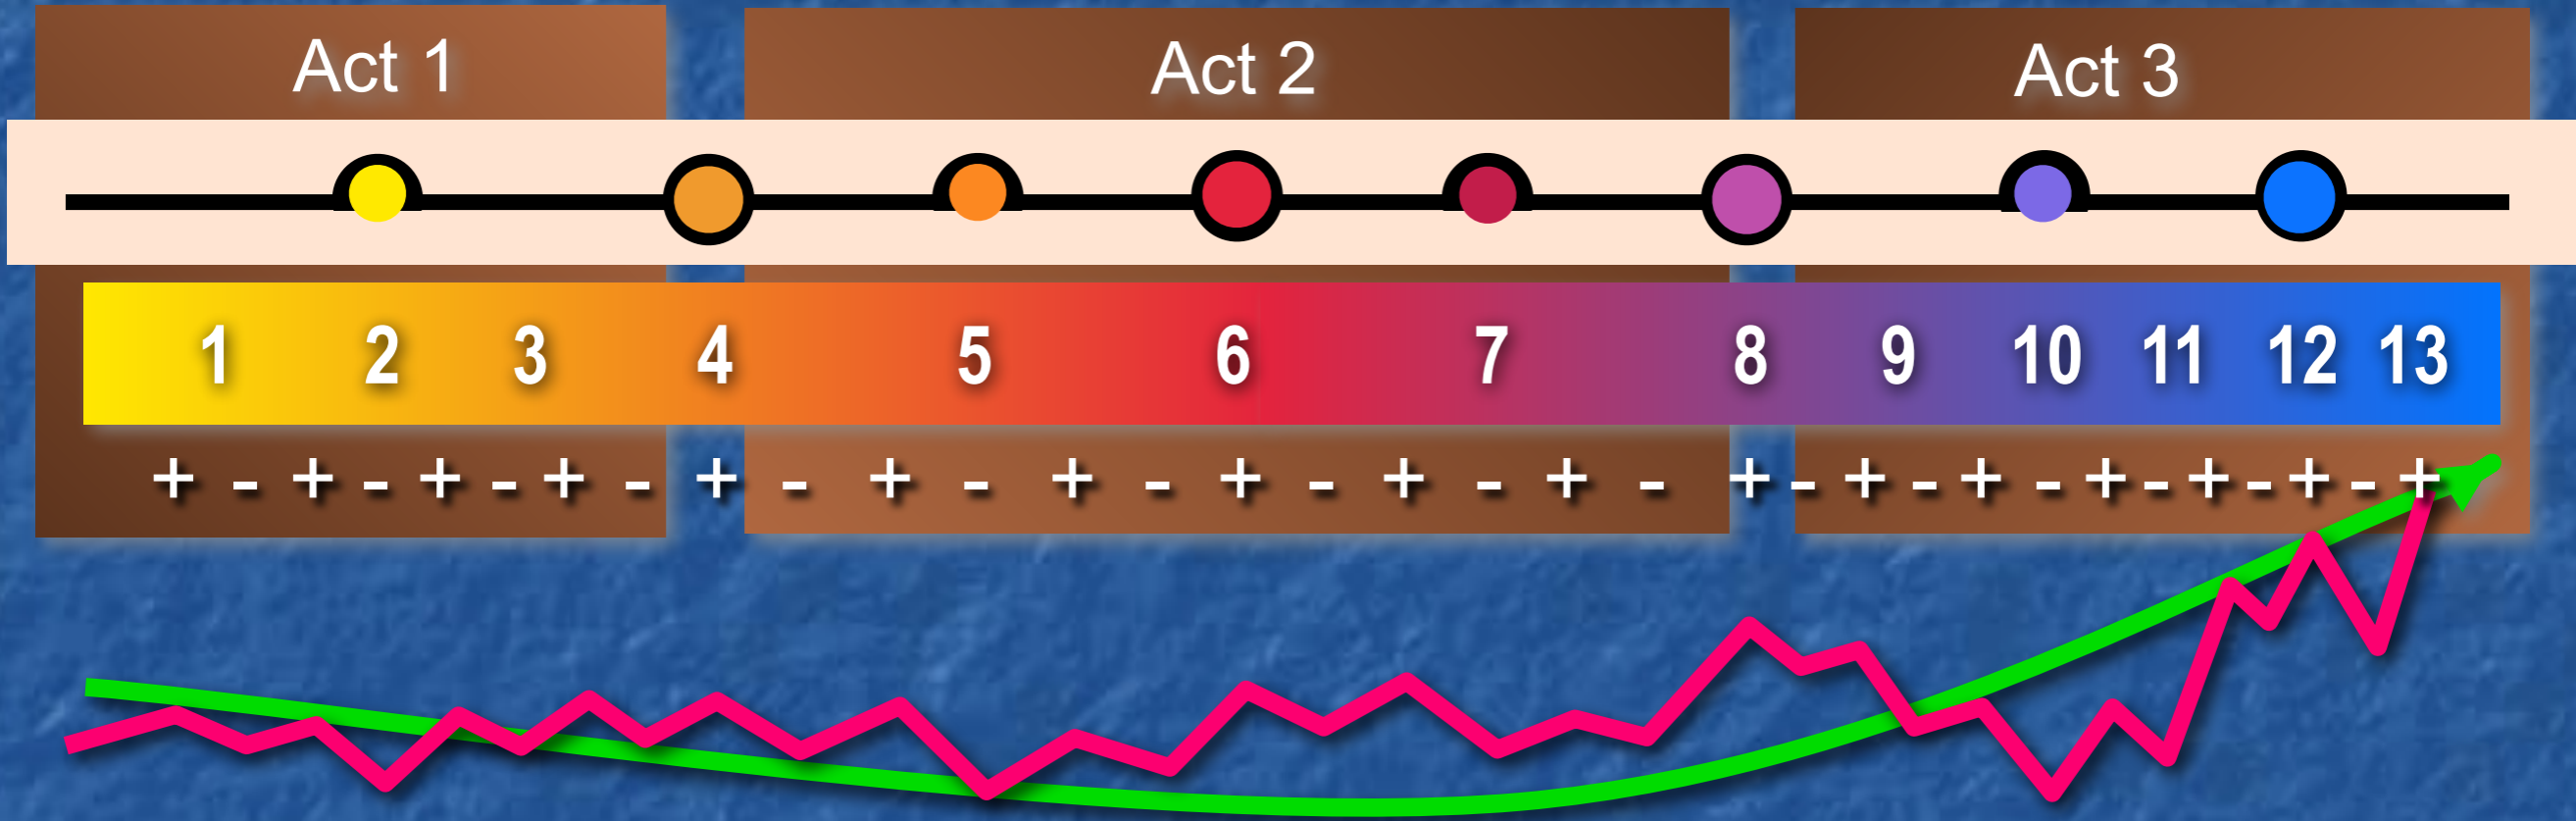 Act 1 Act 2 Act 3
1 2 3 4 5 6 7 8 9 10 11 12 13
+ - + - + - + - + - + - + - + - + - + - + - + - + - + - + - + - +